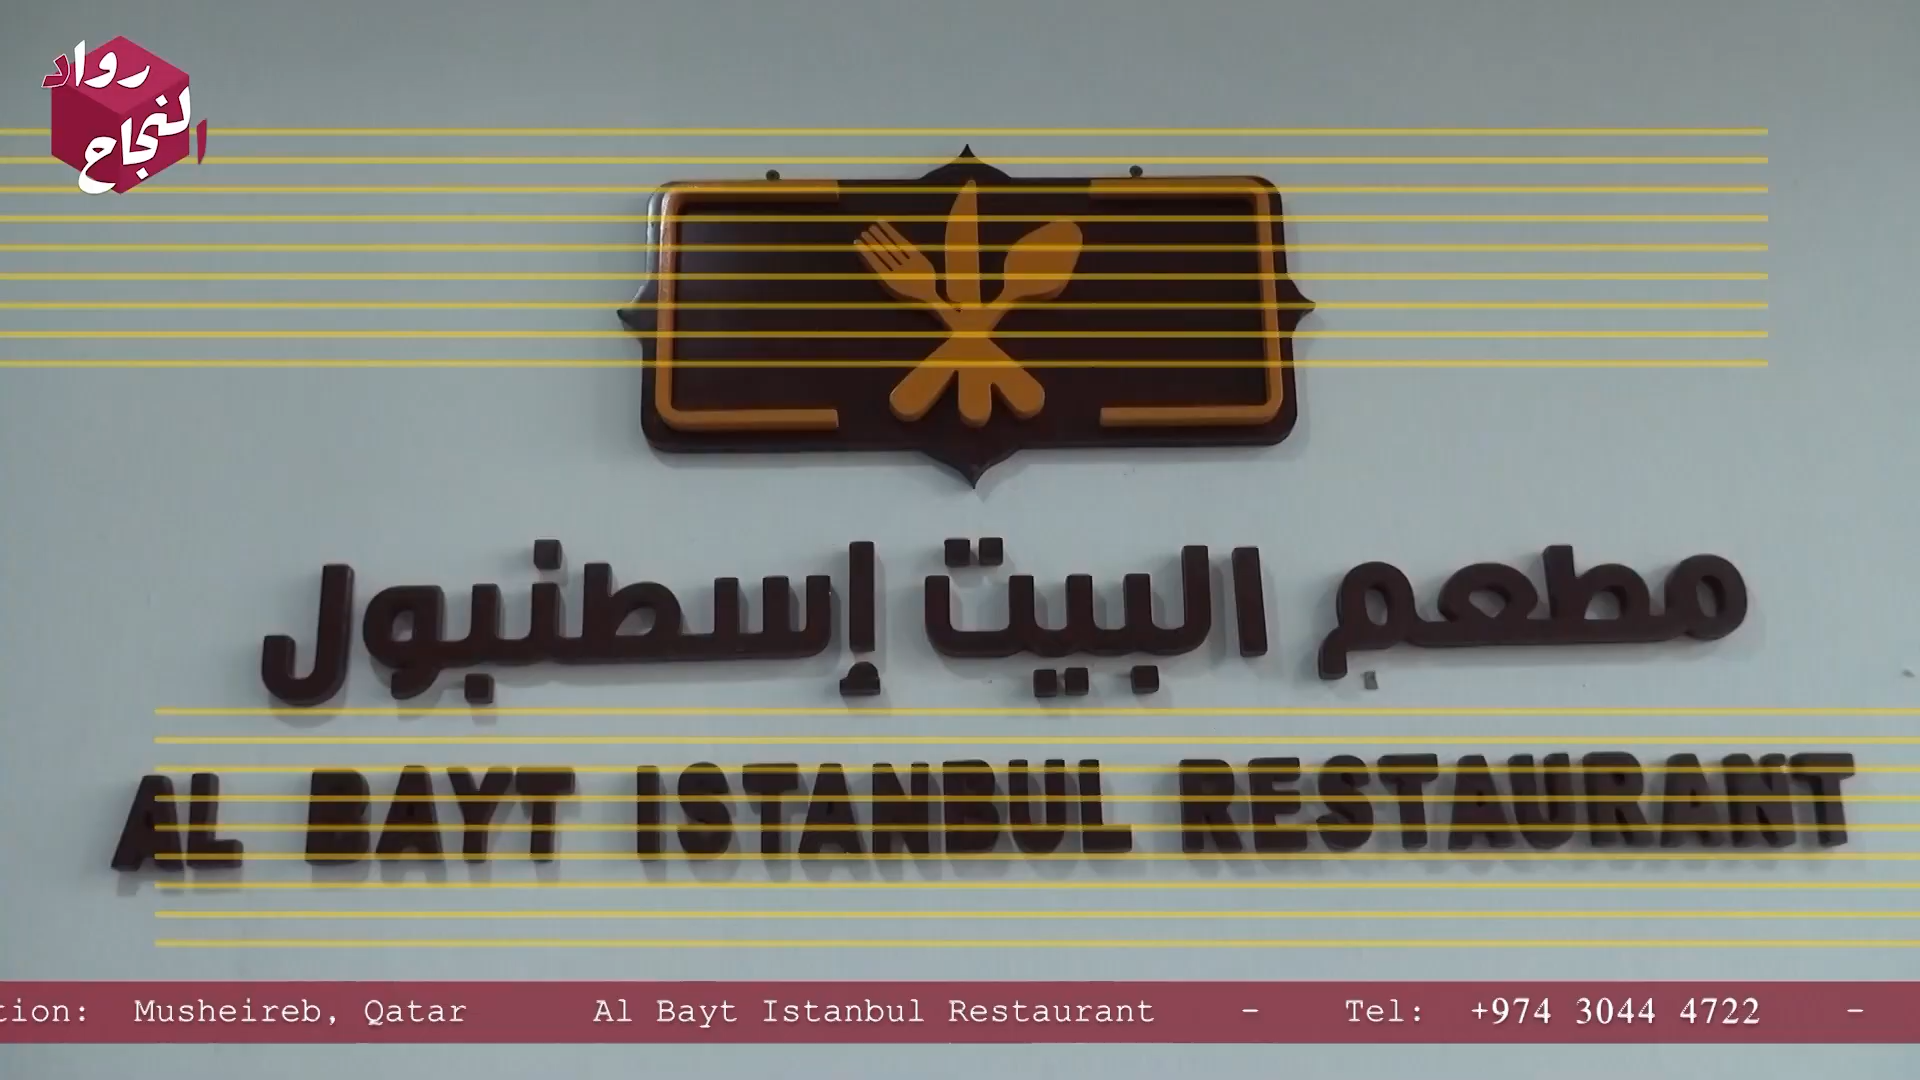 رواد
النجاح
مطعم البيت إسطنبول
AL BAYT ISTANBUL RESTAURANT
tion: Musheireb, Qatar Al Bayt Istanbul Restaurant - Tel: +974 3044 4722 -